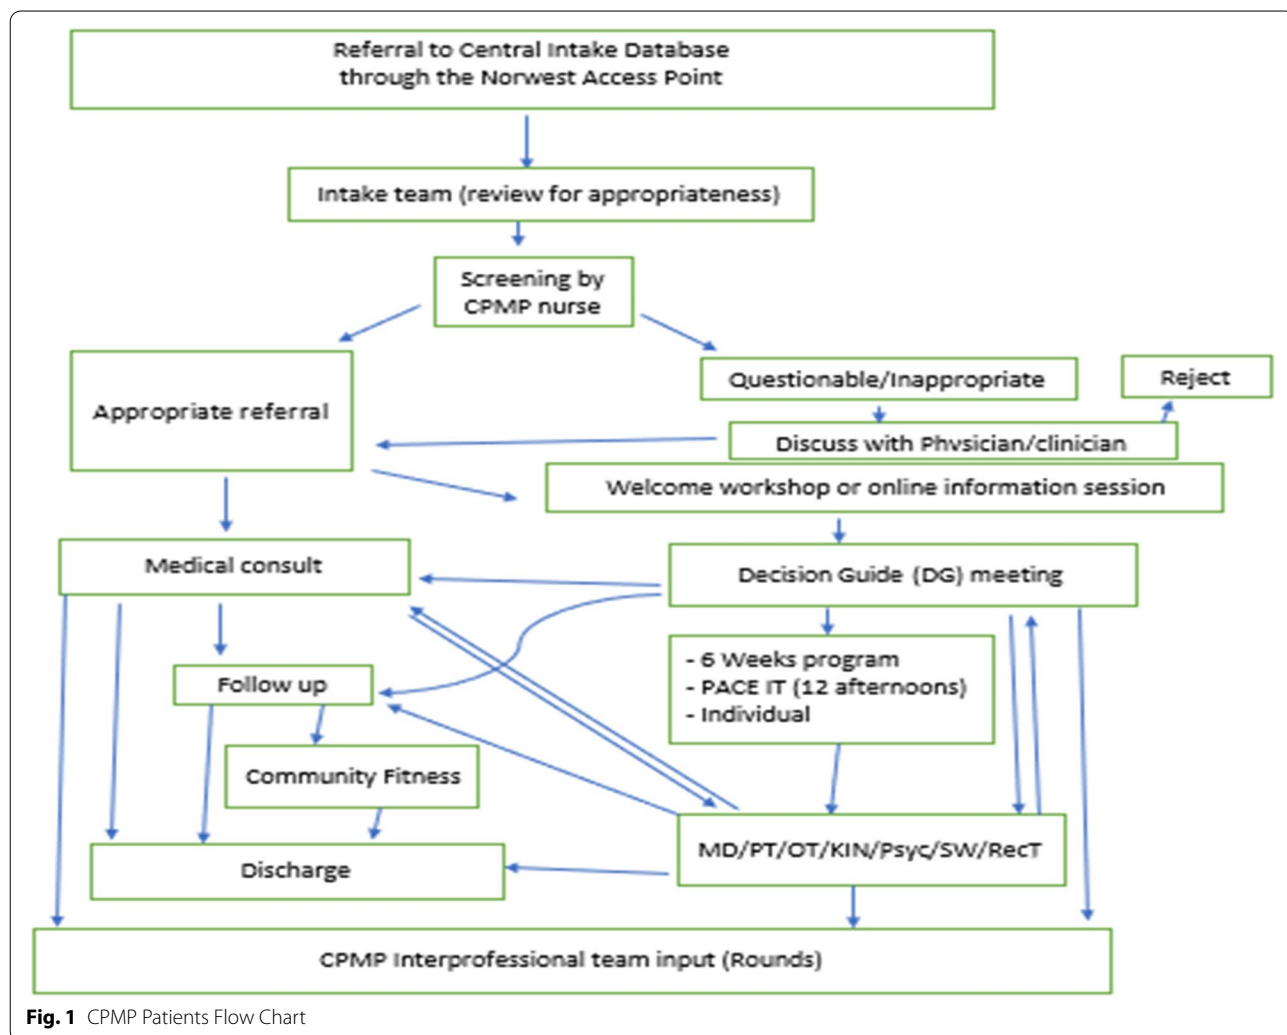 Referral to Central Intake Database
through the Norwest Access Point
Intake team (review for appropriateness)
Screening by
CPMP nurse
Appropriate referral
Questionable/Inappropriate
Reject
Discuss with Physician/clinician
Welcome workshop or online information session
Medical consult
Decision Guide (DG) meeting
- 6 Weeks program
- PACE IT (12 afternoons)
- Individual
Follow up
Community Fitness
MD/PT/OT/KIN/Psyc/SW/RecT
Discharge
CPMP Interprofessional team input (Rounds)
Fig. 1 CPMP Patients Flow Chart